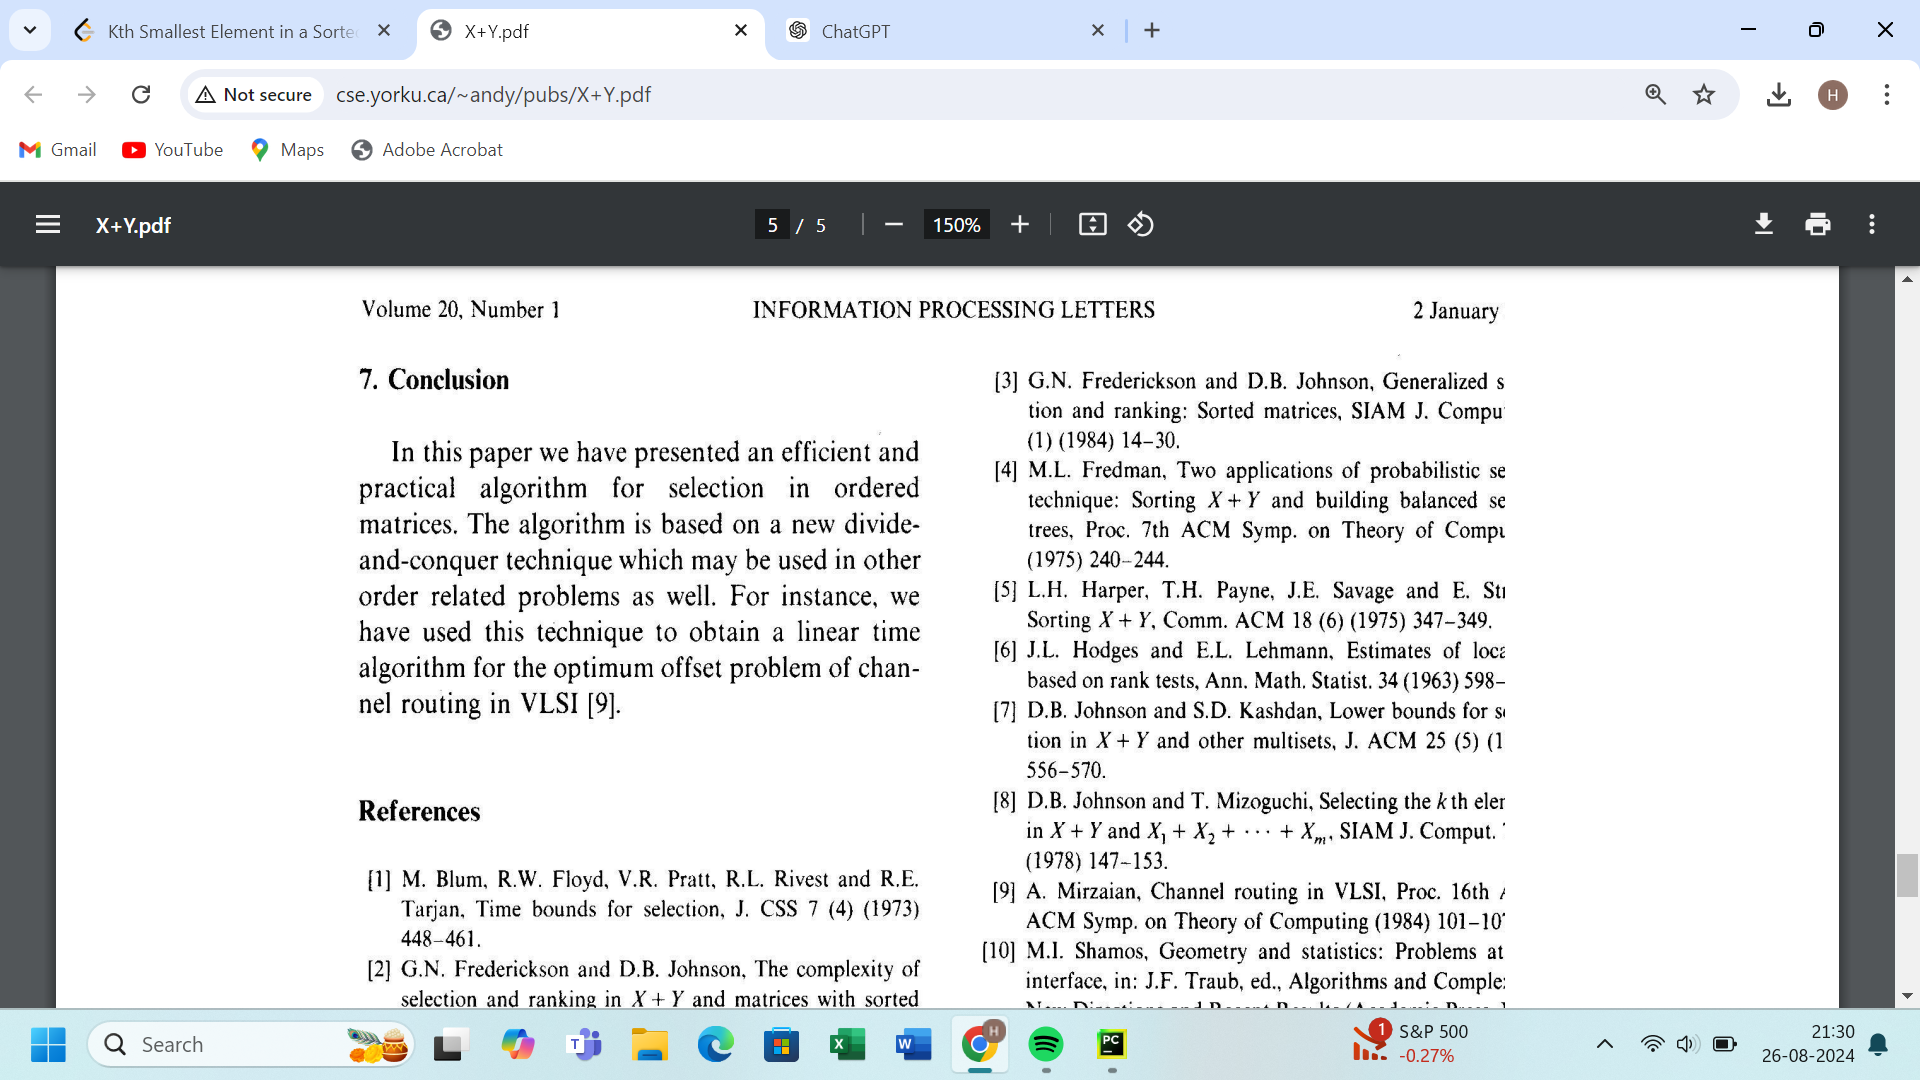 Kth Smallest Element in a Sorte
X+Y.pdf
ChatGPT
Not secure
cse.yorku.ca/~andy/pubs/X+Y.pdf
H
Gmail
YouTube
Maps
Adobe Acrobat
X+Y.pdf
5 / 5
150%
Volume 20, Number 1
INFORMATION PROCESSING LETTERS
2 January
7. Conclusion
In this paper we have presented an efficient and
practical algorithm for selection in ordered
matrices. The algorithm is based on a new divide-
and-conquer technique which may be used in other
order related problems as well. For instance, we
have used this technique to obtain a linear time
algorithm for the optimum offset problem of chan-
nel routing in VLSI [9].
References
[1] M. Blum, R.W. Floyd, V.R. Pratt, R.L. Rivest and R.E.
Tarjan, Time bounds for selection, J. CSS 7 (4) (1973)
448–461.
[2] G.N. Frederickson and D.B. Johnson, The complexity of
selection and ranking in X + Y and matrices with sorted
[3] G.N. Frederickson and D.B. Johnson, Generalized s
tion and ranking: Sorted matrices, SIAM J. Compu
(1) (1984) 14–30.
[4] M.L. Fredman, Two applications of probabilistic se
technique: Sorting X + Y and building balanced se
trees, Proc. 7th ACM Symp. on Theory of Compu
(1975) 240–244.
[5] L.H. Harper, T.H. Payne, J.E. Savage and E. St
Sorting X + Y, Comm. ACM 18 (6) (1975) 347–349.
[6] J.L. Hodges and E.L. Lehmann, Estimates of loca
based on rank tests, Ann. Math. Statist. 34 (1963) 598–
[7] D.B. Johnson and S.D. Kashdan, Lower bounds for s
tion in X + Y and other multisets, J. ACM 25 (5) (1
556–570.
[8] D.B. Johnson and T. Mizoguchi, Selecting the k th eler
in X + Y and X1 + X2 + ··· + Xm, SIAM J. Comput.
(1978) 147–153.
[9] A. Mirzaian, Channel routing in VLSI, Proc. 16th
ACM Symp. on Theory of Computing (1984) 101–10
[10] M.I. Shamos, Geometry and statistics: Problems at
interface, in: J.F. Traub, ed., Algorithms and Comple
Search
1
S&P 500
-0.27%
21:30
26-08-2024